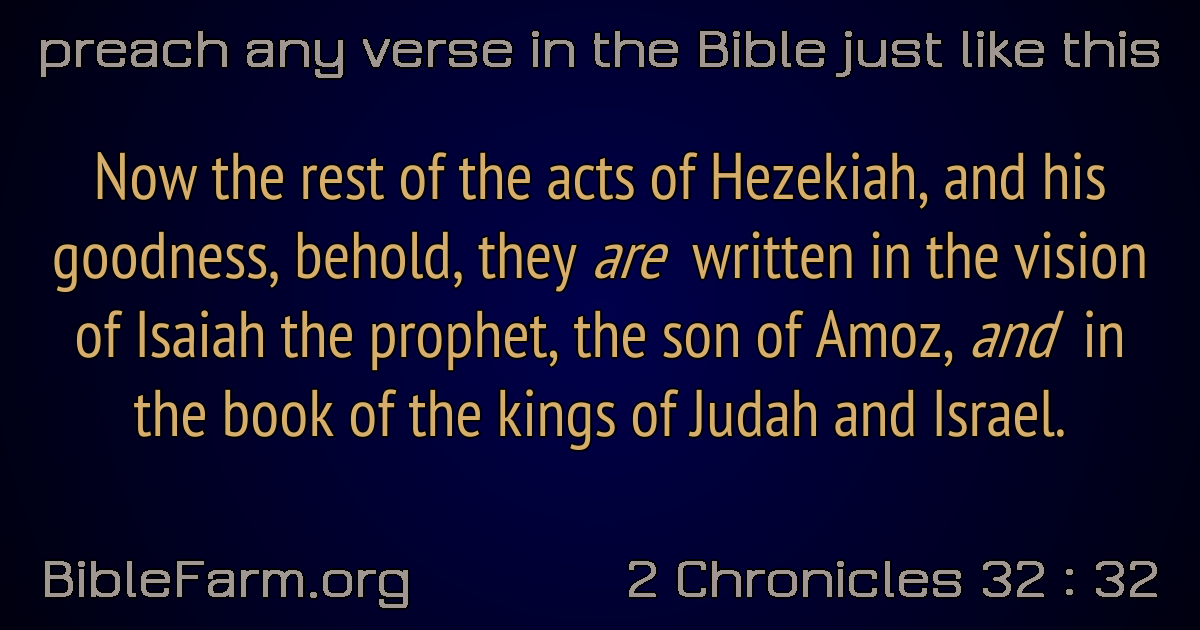 preach any verse in the Bible just like this
Now the rest of the acts of Hezekiah, and his
goodness, behold, they are written in the vision
of Isaiah the prophet, the son of Amoz, and in
the book of the kings of Judah and Israel.
BibleFarm.org
2 Chronicles 32 : 32